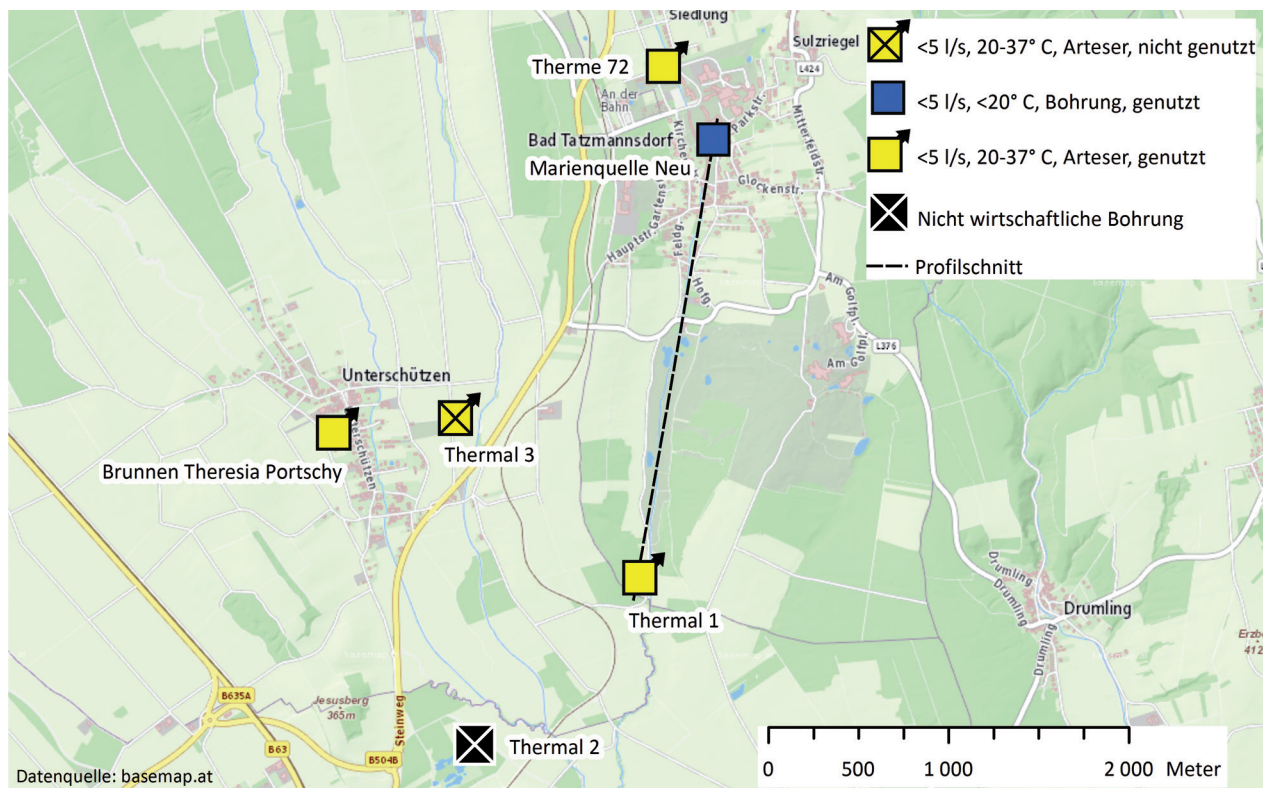 Siedlung
Sulzriegel
L424
Therme 72
An der
Bahn
Parkstr.
Mitterfeldstr.
Bad Tatzmannsdorf
Marienquelle Neu
Glockenstr.
Hauptstr.
Gartenstr.
Feldg.
Hofg.
Am Golfpl.
Am
Golfpl.
L376
<5 l/s, 20-37° C, Arteser, nicht genutzt
<5 l/s, <20° C, Bohrung, genutzt
<5 l/s, 20-37° C, Arteser, genutzt
Nicht wirtschaftliche Bohrung
Profilschnitt
Unterschützen
Thermal 3
Brunnen Theresia Portschy
Thermal 1
Drumling
Drumling
Drumling
Drumling
Jesusberg
365m
B635A
B63
B504B
Steinweg
Thermal 2
0 500 1 000 2 000 Meter
Datenquelle: basemap.at